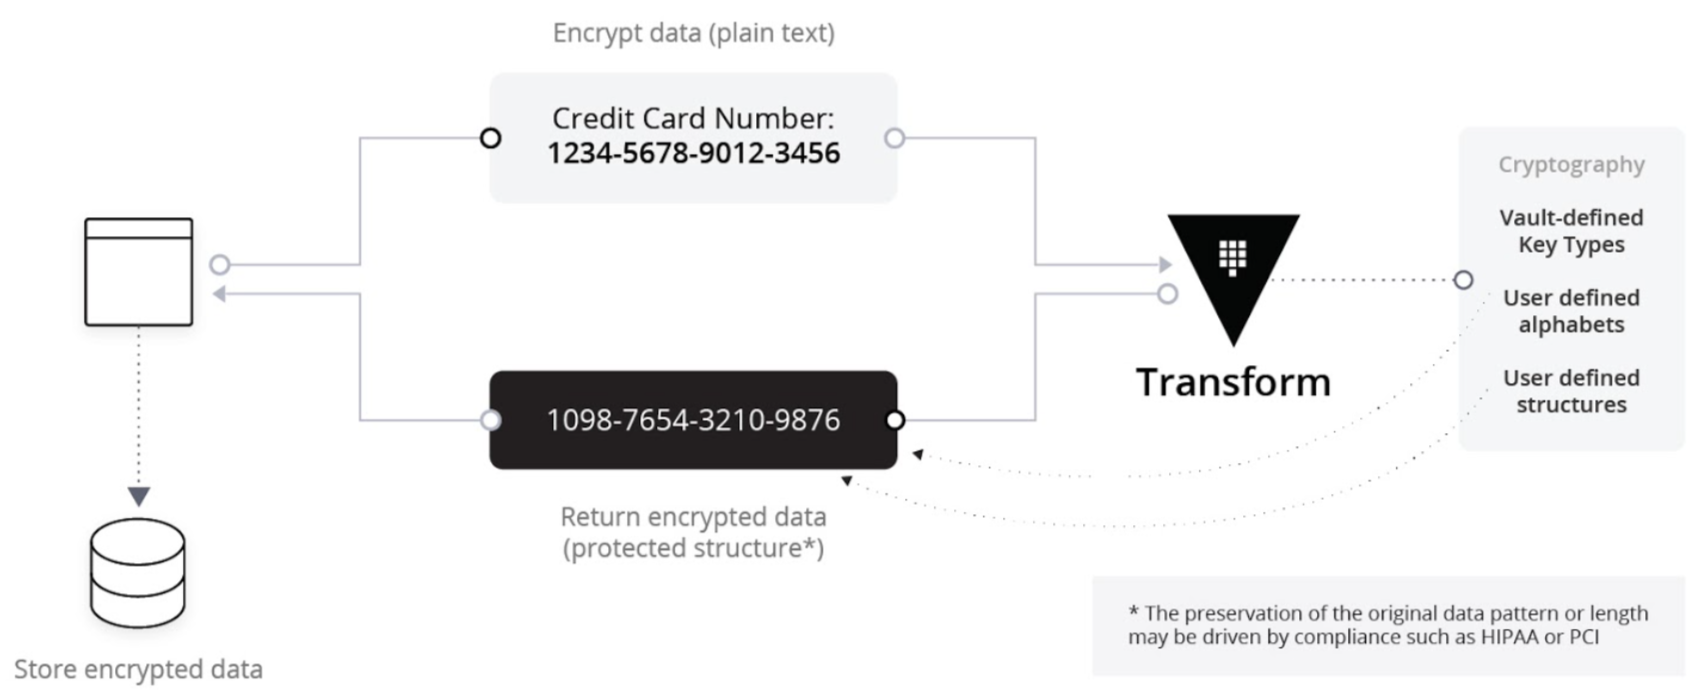 Encrypt data (plain text)
Credit Card Number:
1234-5678-9012-3456
Cryptography
Vault-defined
Key Types
User defined
alphabets
User defined
structures
Transform
1098-7654-3210-9876
Return encrypted data
(protected structure*)
* The preservation of the original data pattern or length
may be driven by compliance such as HIPAA or PCI
Store encrypted data